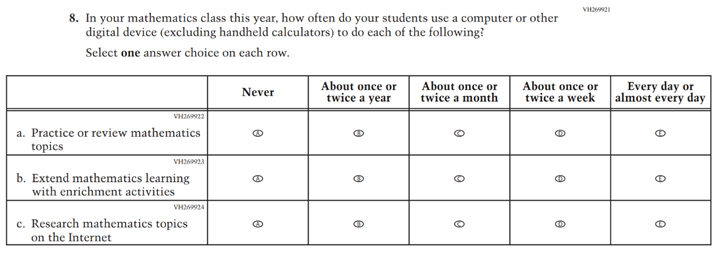 VH269921
8. In your mathematics class this year, how often do your students use a computer or other
digital device (excluding handheld calculators) to do each of the following?
Select one answer choice on each row.
Never
About once or
twice a year
About once or
twice a month
About once or
twice a week
Every day or
almost every day
VH269922
a. Practice or review mathematics
topics
A B C D E
VH269923
b. Extend mathematics learning
with enrichment activities
A B C D E
VH269924
c. Research mathematics topics
on the Internet
A B C D E